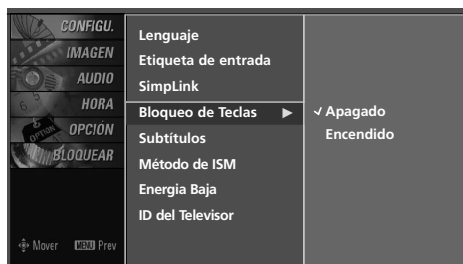 CONFIGU.
IMAGEN
AUDIO
HORA
OPCIÓN
BLOQUEAR
Mover MENU Prev
Lenguaje
Etiqueta de entrada
SimpLink
Bloqueo de Teclas ▶
Subtítulos
Método de ISM
Energia Baja
ID del Televisor
✓ Apagado
Encendido